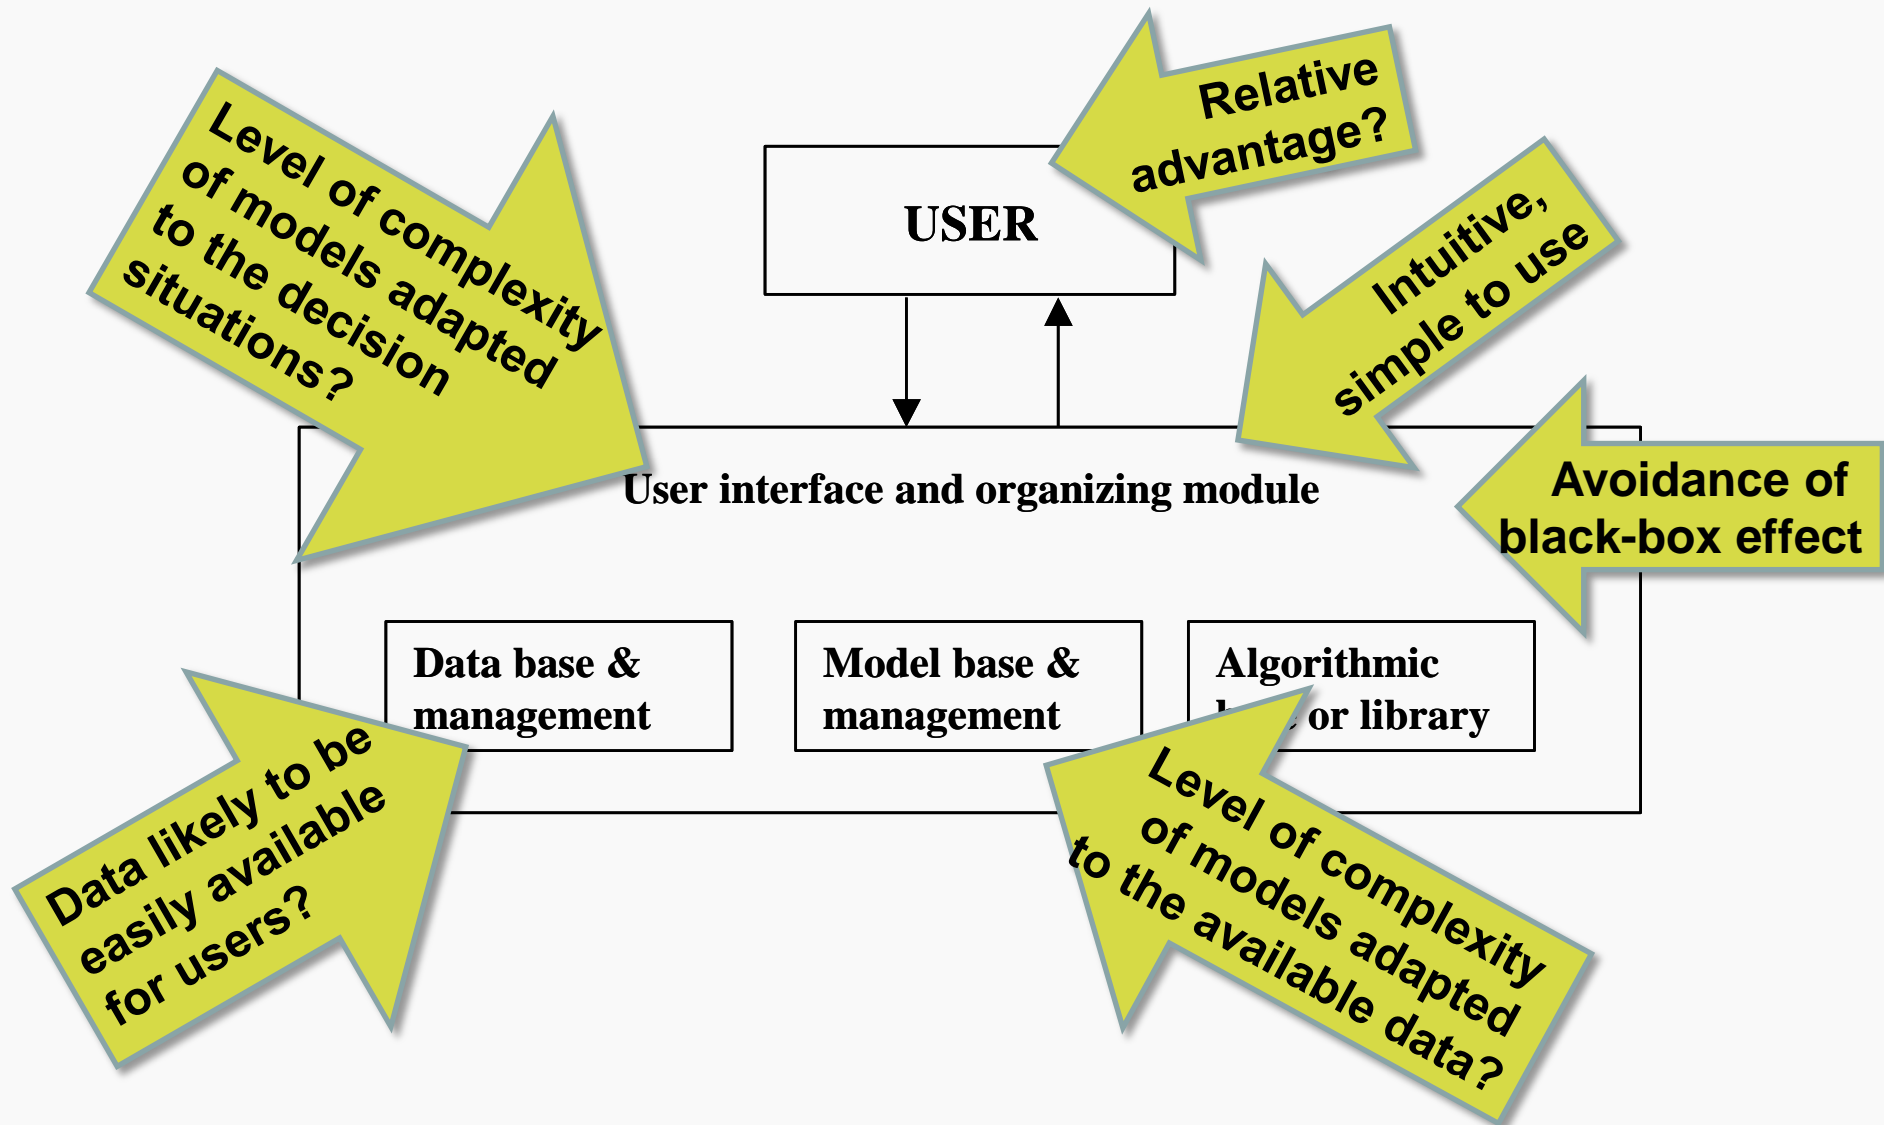 Relative
advantage?
Level of complexity
of models adapted
to the decision
situations?
USER
Intuitive,
simple to use
User interface and organizing module
Avoidance of
black-box effect
Data base &
management
Model base &
management
Algorithmic
or library
Data likely to be
easily available
for users?
Level of complexity
of models adapted
to the available data?